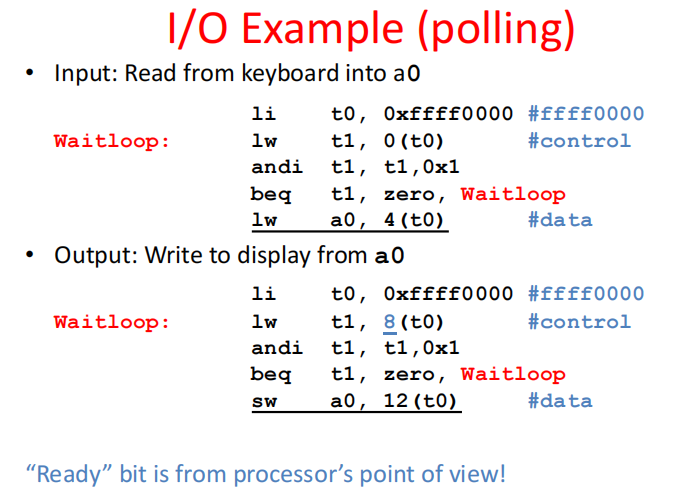 I/O Example (polling)
• Input: Read from keyboard into a0
li t0, 0xffff0000 #ffff0000
Waitloop: lw t1, 0(t0) #control
andi t1, t1,0x1
beq t1, zero, Waitloop
lw a0, 4(t0) #data
• Output: Write to display from a0
li t0, 0xffff0000 #ffff0000
Waitloop: lw t1, 8(t0) #control
andi t1, t1,0x1
beq t1, zero, Waitloop
sw a0, 12(t0) #data
“Ready” bit is from processor’s point of view!